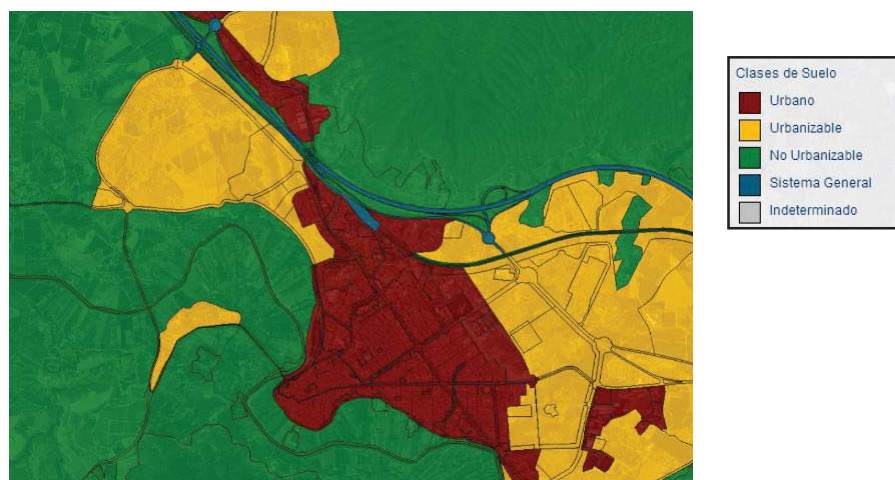 Clases de Suelo
Urbano
Urbanizable
No Urbanizable
Sistema General
Indeterminado